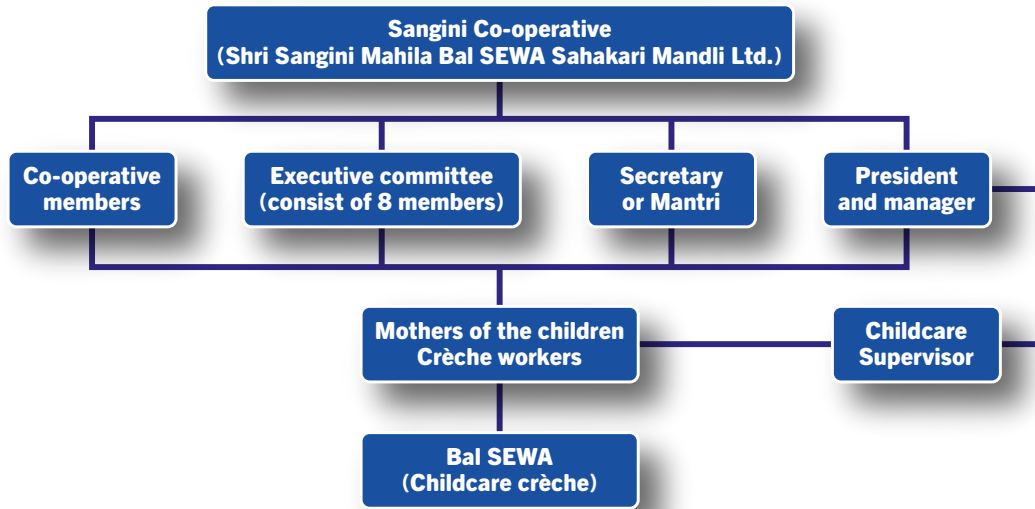 Sangini Co-operative
(Shri Sangini Mahila Bal SEWA Sahakari Mandli Ltd.)
Co-operative
members
Executive committee
(consist of 8 members)
Secretary
or Mantri
President
and manager
Mothers of the children
Crèche workers
Childcare
Supervisor
Bal SEWA
(Childcare crèche)